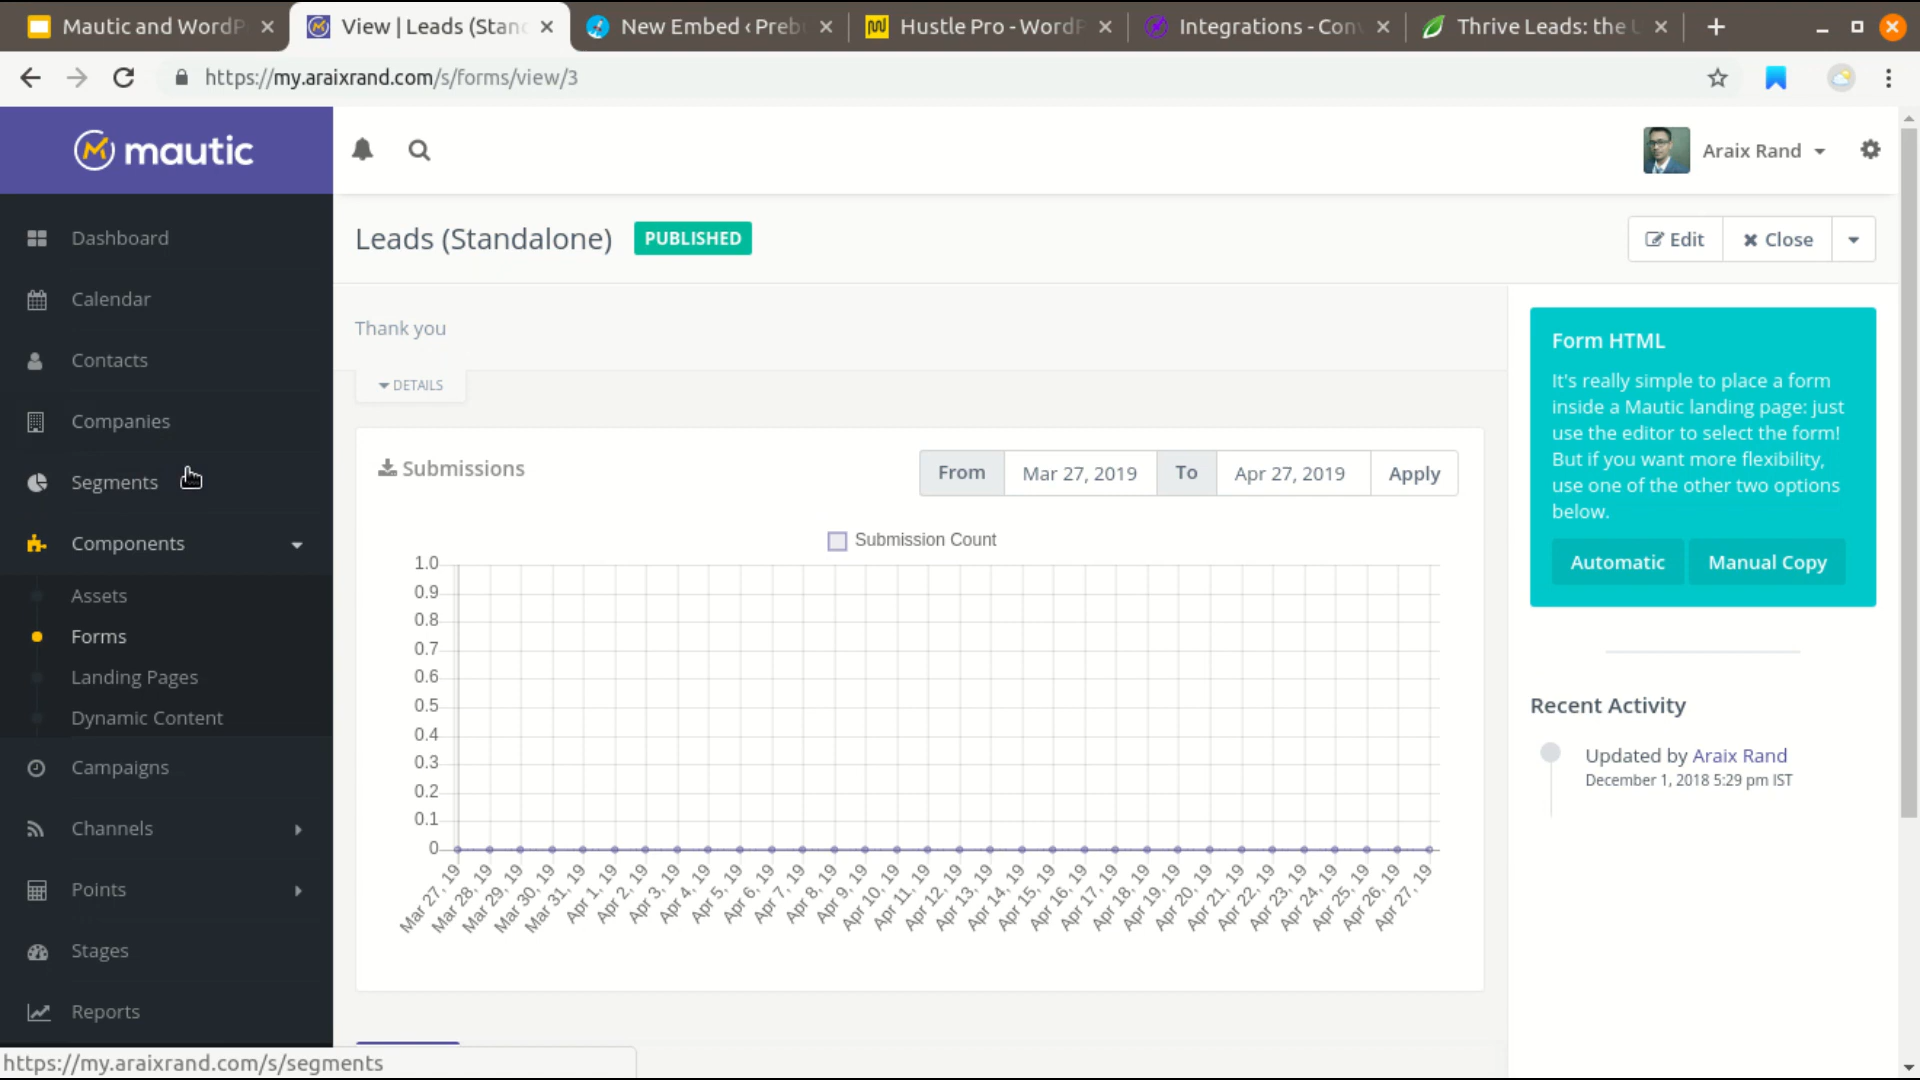 Mautic and WordP
View | Leads (Stan
New Embed ‹ Preb
Hustle Pro - WordP
Integrations - Con
Thrive Leads: the
https://my.araixrand.com/s/forms/view/3
mautic
Araix Rand
Dashboard
Calendar
Contacts
Companies
Segments
Components
Assets
Forms
Landing Pages
Dynamic Content
Campaigns
Channels
Points
Stages
Reports
https://my.araixrand.com/s/segments
Leads (Standalone)
PUBLISHED
Edit
Close
Thank you
DETAILS
Submissions
From
Mar 27, 2019
To
Apr 27, 2019
Apply
Submission Count
1.0
0.9
0.8
0.7
0.6
0.5
0.4
0.3
0.2
0.1
0
Mar 27, 19
Mar 28, 19
Mar 29, 19
Mar 30, 19
Mar 31, 19
Apr 1, 19
Apr 2, 19
Apr 3, 19
Apr 4, 19
Apr 5, 19
Apr 6, 19
Apr 7, 19
Apr 8, 19
Apr 9, 19
Apr 10, 19
Apr 11, 19
Apr 12, 19
Apr 13, 19
Apr 14, 19
Apr 15, 19
Apr 16, 19
Apr 17, 19
Apr 18, 19
Apr 19, 19
Apr 20, 19
Apr 21, 19
Apr 22, 19
Apr 23, 19
Apr 24, 19
Apr 25, 19
Apr 26, 19
Apr 27, 19
Form HTML
It's really simple to place a form
inside a Mautic landing page: just
use the editor to select the form!
But if you want more flexibility,
use one of the other two options
below.
Automatic
Manual Copy
Recent Activity
Updated by Araix Rand
December 1, 2018 5:29 pm IST